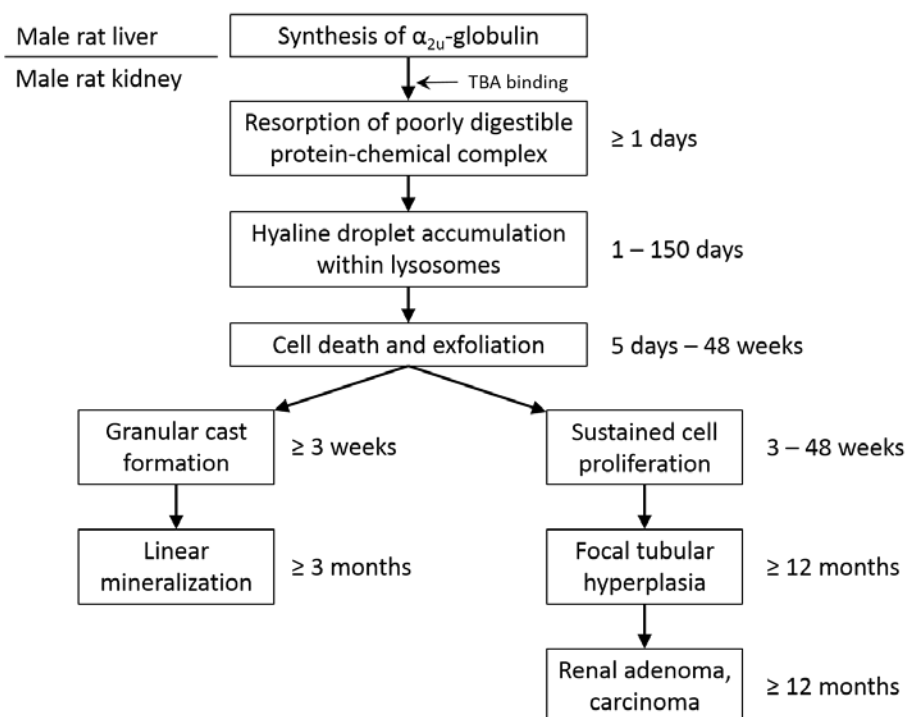 Male rat liver
Synthesis of α2u-globulin
Male rat kidney
TBA binding
Resorption of poorly digestible
protein-chemical complex
≥ 1 days
Hyaline droplet accumulation
within lysosomes
1 – 150 days
Cell death and exfoliation
5 days – 48 weeks
Granular cast
formation
≥ 3 weeks
Sustained cell
proliferation
3 – 48 weeks
Linear
mineralization
≥ 3 months
Focal tubular
hyperplasia
≥ 12 months
Renal adenoma,
carcinoma
≥ 12 months